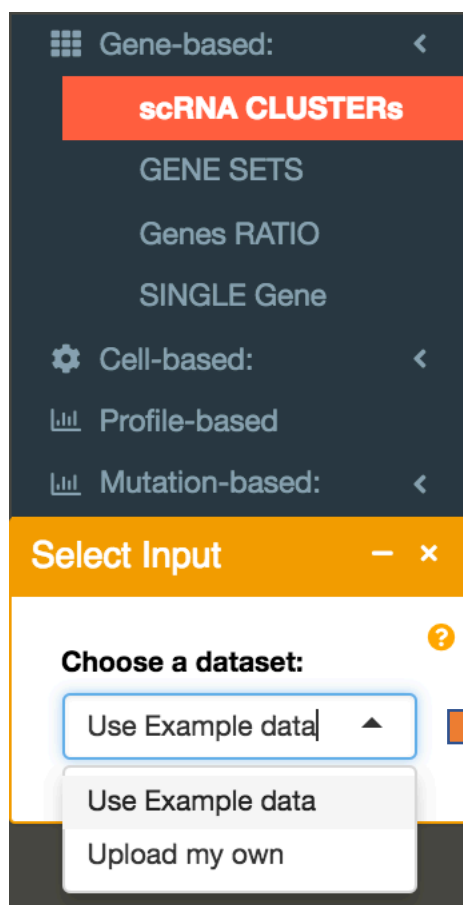 Gene-based:
scRNA CLUSTERs
GENE SETS
Genes RATIO
SINGLE Gene
Cell-based:
Profile-based
Mutation-based:
Select Input
Choose a dataset:
Use Example data
Use Example data
Upload my own